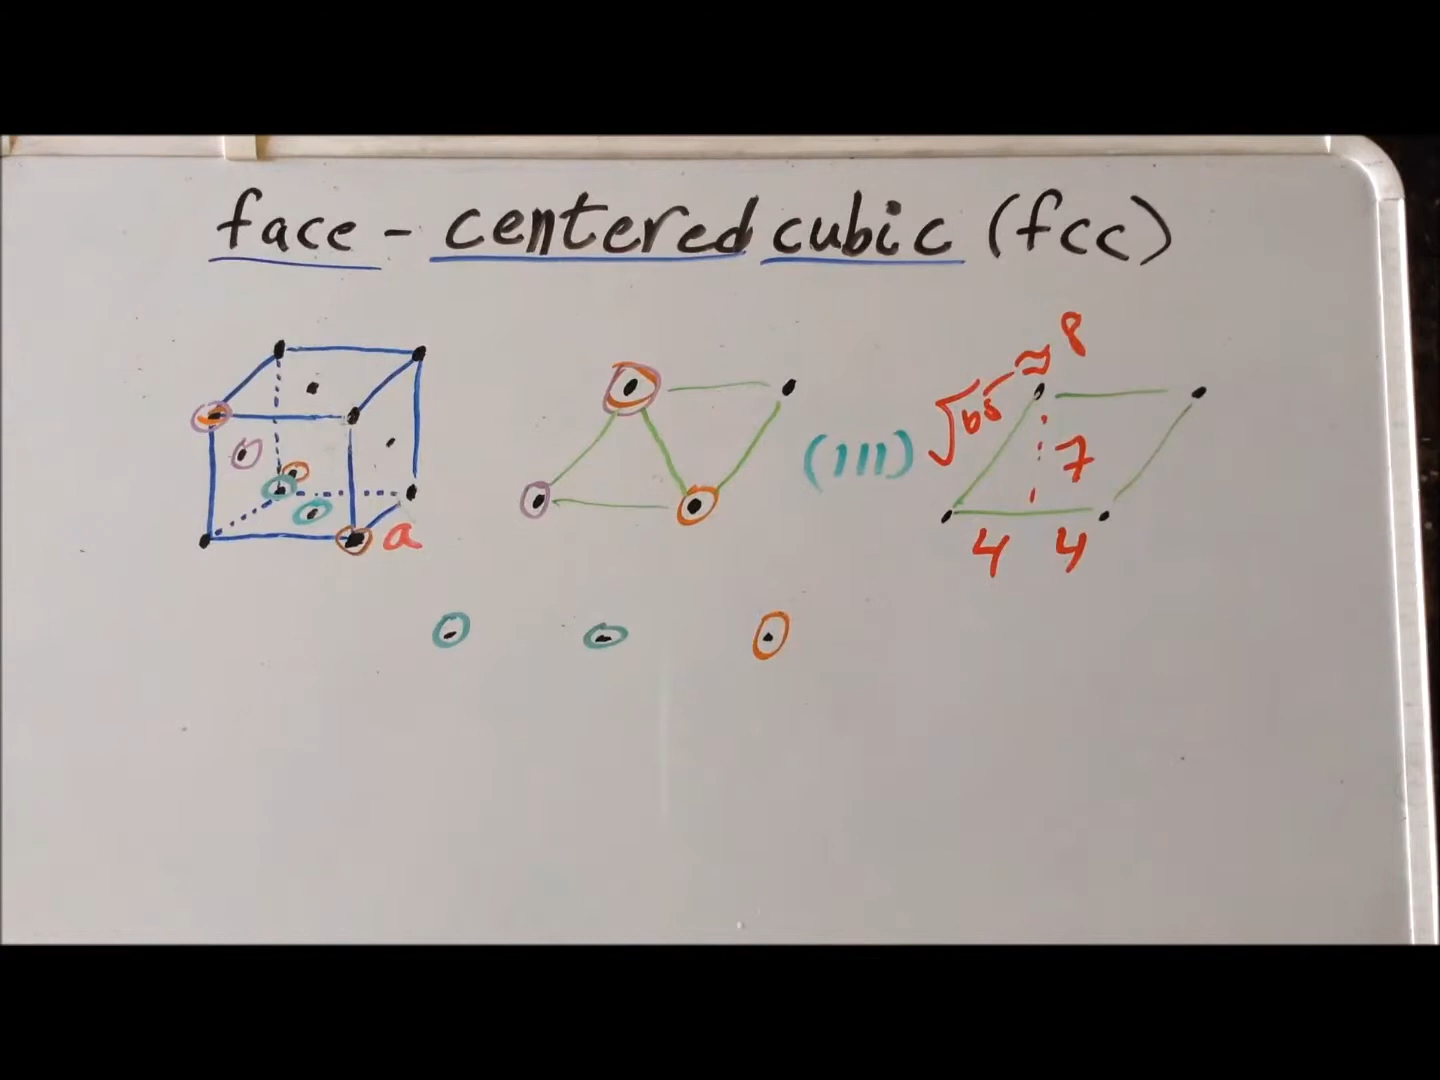 face - centered cubic (fcc)
a
(111)
√65 ≈ 8
7
4 4